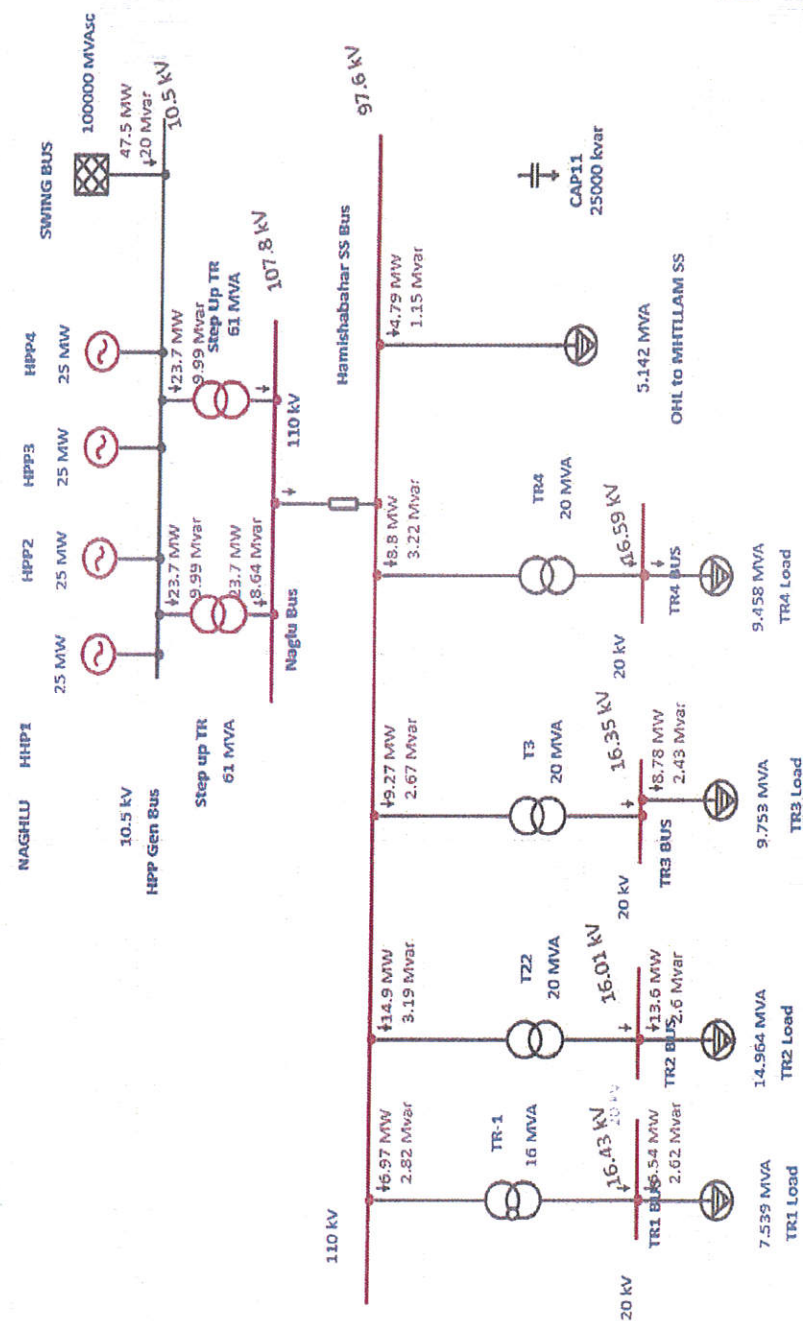 NAGHLU
HHP1
HPP2
HPP3
HPP4
SWING BUS
25 MW
25 MW
25 MW
25 MW
100000 MVAsc
47.5 MW
20 Mvar
10.5 kV
10.5 kV
HPP Gen Bus
23.7 MW
9.99 Mvar
23.7 MW
9.99 Mvar
Step up TR
61 MVA
Step Up TR
61 MVA
23.7 MW
8.64 Mvar
107.8 kV
Naglu Bus
110 kV
97.6 kV
110 kV
Hamishabahar SS Bus
6.97 MW
2.82 Mvar
14.9 MW
3.19 Mvar
9.27 MW
2.67 Mvar
8.8 MW
3.22 Mvar
4.79 MW
1.15 Mvar
TR-1
16 MVA
T22
20 MVA
T3
20 MVA
TR4
20 MVA
CAP11
25000 kvar
16.43 kV
20 kV
16.01 kV
16.35 kV
16.59 kV
20 kV
20 kV
20 kV
TR1 BUS
6.54 MW
2.62 Mvar
TR2 BUS
13.6 MW
2.6 Mvar
TR3 BUS
8.78 MW
2.43 Mvar
TR4 BUS
7.539 MVA
TR1 Load
14.964 MVA
TR2 Load
9.753 MVA
TR3 Load
9.458 MVA
TR4 Load
5.142 MVA
OHL to MHTLLAM SS